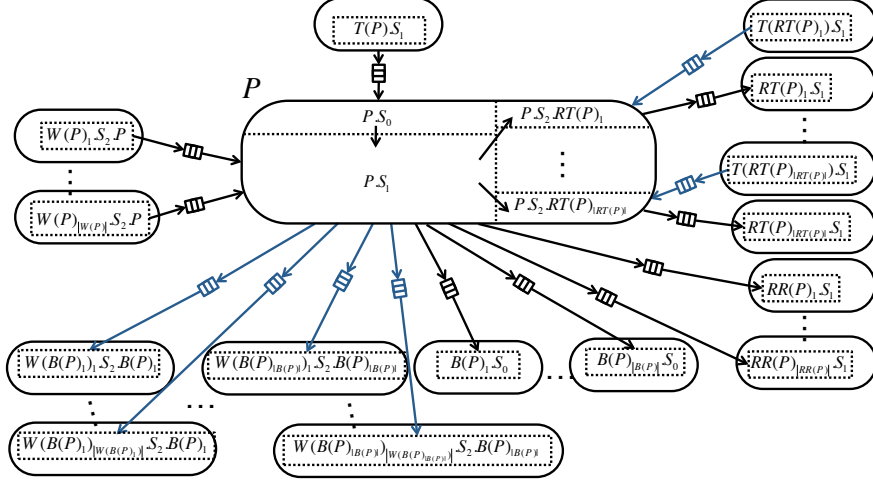 T(P).S₁
T(RT(P)₁).S₁
P
RT(P)₁.S₁
P.S₀
P.S₂.RT(P)₁
W(P)₁.S₂.P
T(RT(P)_|RT(P)|).S₁
P.S₁
W(P)_|W(P)|.S₂.P
P.S₂.RT(P)_|RT(P)|
RT(P)_|RT(P)|.S₁
RR(P)₁.S₁
W(B(P)₁)₁.S₂.B(P)₁
W(B(P)_|B(P)|)₁.S₂.B(P)_|B(P)|
B(P)₁.S₀
B(P)_|B(P)|.S₀
RR(P)_|RR(P)|.S₁
W(B(P)₁)_|W(B(P)₁)|.S₂.B(P)₁
W(B(P)_|B(P)|)_|W(B(P)_|B(P)|)|.S₂.B(P)_|B(P)|